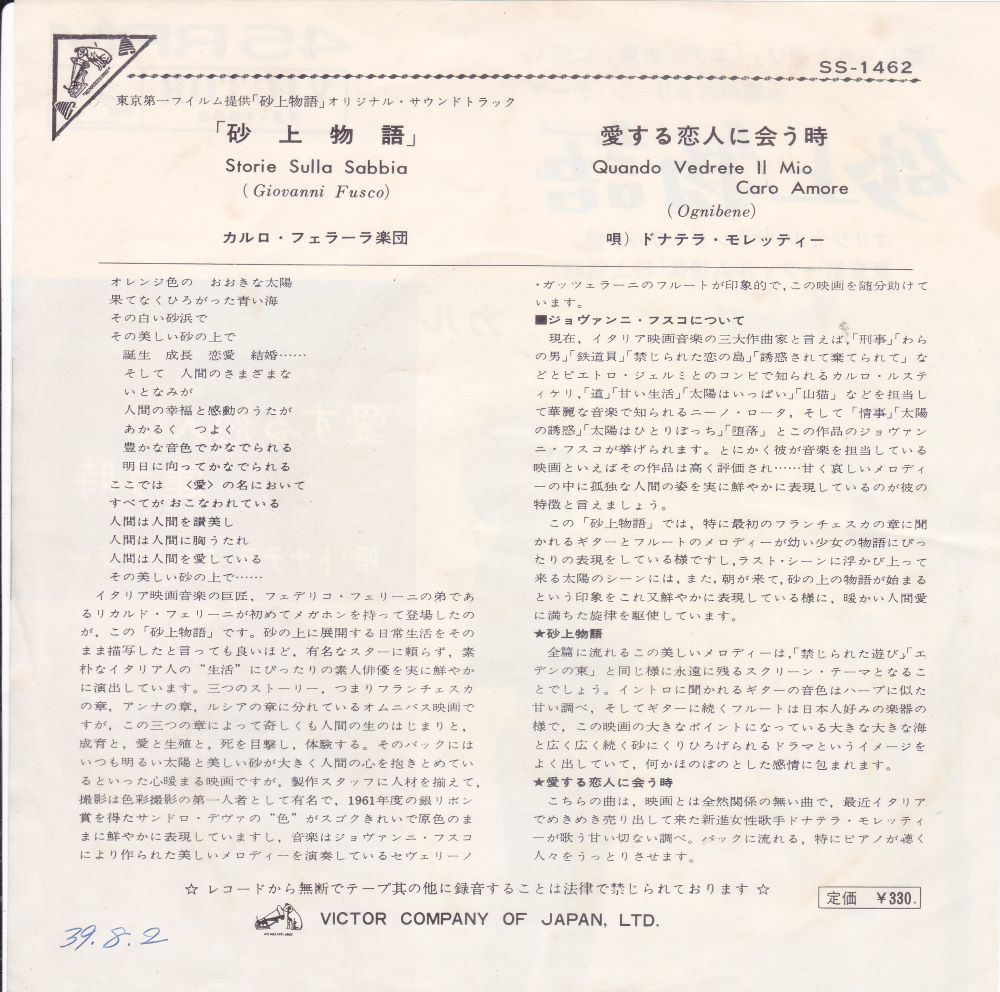 SS-1462
東京第一フイルム提供「砂上物語」オリジナル・サウンドトラック
「砂上物語」
Storie Sulla Sabbia
(Giovanni Fusco)
カルロ・フェラーラ楽団
愛する恋人に会う時
Quando Vedrete Il Mio
Caro Amore
(Ognibene)
唄) ドナテラ・モレッティー
オレンジ色の おおきな太陽
果てなくひろがった青い海
その白い砂浜で
その美しい砂の上で
誕生 成長 恋愛 結婚……
そして 人間のさまざまな
いとなみが
人間の幸福と感動のうたが
あかるく つよく
豊かな音色でかなでられる
明日に向ってかなでられる
ここでは 〈愛〉の名において
すべてが おこなわれている
人間は人間を讃美し
人間は人間に胸うたれ
人間は人間を愛している
その美しい砂の上で……
イタリア映画音楽の巨匠，フェデリコ・フェリーニの弟であ
るリカルド・フェリーニが初めてメガホンを持って登場したの
が，この「砂上物語」です。砂の上に展開する日常生活をその
まま描写したと言っても良いほど，有名なスターに頼らず，素
朴なイタリア人の“生活”にぴったりの素人俳優を実に鮮やか
に演出しています。三つのストーリー，つまりフランチェスカ
の章，アンナの章，ルシアの章に分れているオムニバス映画で
すが，この三つの章によって奇しくも人間の生のはじまりと，
成育と，愛と生殖と，死を目撃し，体験する。そのバックには
いつも明るい太陽と美しい砂が大きく人間の心を抱きとめてい
るといった心暖まる映画ですが，製作スタッフに人材を揃えて，
撮影は色彩撮影の第一人者として有名で，1961年度の銀リボン
賞を得たサンドロ・デヴァの“色”がスゴクきれいで原色のま
まに鮮やかに表現していますし，音楽はジョヴァンニ・フスコ
により作られた美しいメロディーを演奏しているセヴェリーノ
・ガッツェラーニのフルートが印象的で，この映画を随分助けて
います。
■ジョヴァンニ・フスコについて
現在，イタリア映画音楽の三大作曲家と言えば，「刑事」「わら
の男」「鉄道員」「禁じられた恋の島」「誘惑されて棄てられて」な
どとピエトロ・ジェルミとのコンビで知られるカルロ・ルステ
ィケリ，「道」「甘い生活」「太陽はいっぱい」「山猫」などを担当し
て華麗な音楽で知られるニーノ・ロータ，そして「情事」「太陽
の誘惑」「太陽はひとりぼっち」「堕落」とこの作品のジョヴァン
ニ・フスコが挙げられます。とにかく彼が音楽を担当している
映画といえばその作品は高く評価され……甘く哀しいメロディ
ーの中に孤独な人間の姿を実に鮮やかに表現しているのが彼の
特徴と言えましょう。
この「砂上物語」では，特に最初のフランチェスカの章に聞
かれるギターとフルートのメロディーが幼い少女の物語にぴっ
たりの表現をしている様ですし，ラスト・シーンに浮かび上って
来る太陽のシーンには，また，朝が来て，砂の上の物語が始まる
という印象をこれ又鮮やかに表現している様に，暖かい人間愛
に満ちた旋律を駆使しています。
★砂上物語
全篇に流れるこの美しいメロディーは，「禁じられた遊び」「エ
デンの東」と同じ様に永遠に残るスクリーン・テーマとなるこ
とでしょう。イントロに聞かれるギターの音色はハープに似た
甘い調べ，そしてギターに続くフルートは日本人好みの楽器の
様で，この映画の大きなポイントになっている大きな大きな海
と広く広く続く砂にくりひろげられるドラマというイメージを
よく出していて，何かほのぼのとした感情に包まれます。
★愛する恋人に会う時
こちらの曲は，映画とは全然関係の無い曲で，最近イタリア
でめきめき売り出して来た新進女性歌手ドナテラ・モレッティ
ーが歌う甘い切ない調べ。バックに流れる，特にピアノが聴く
人々をうっとりさせます。
☆ レコードから無断でテープ其の他に録音することは法律で禁じられております ☆
定価 ￥330.
VICTOR COMPANY OF JAPAN, LTD.
39.8.2